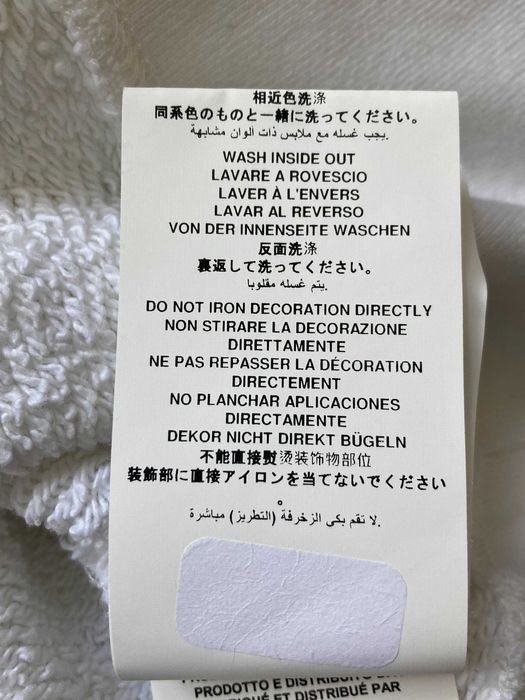 相近色洗涤
同系色のものと一緒に洗ってください。
يجب غسله مع ملابس ذات ألوان مشابهة.
WASH INSIDE OUT
LAVARE A ROVESCIO
LAVER À L'ENVERS
LAVAR AL REVERSO
VON DER INNENSEITE WASCHEN
反面洗涤
裏返して洗ってください。
يتم غسله مقلوبا.
DO NOT IRON DECORATION DIRECTLY
NON STIRARE LA DECORAZIONE
DIRETTAMENTE
NE PAS REPASSER LA DÉCORATION
DIRECTEMENT
NO PLANCHAR APLICACIONES
DIRECTAMENTE
DEKOR NICHT DIREKT BÜGELN
不能直接熨烫装饰物部位
装飾部に直接アイロンを当てないでください
。
لا تقم بكى الزخرفة (التطريز) مباشرة.
PRODOTTO E DISTRIBUITO
ET DISTRIBUÉ PAR